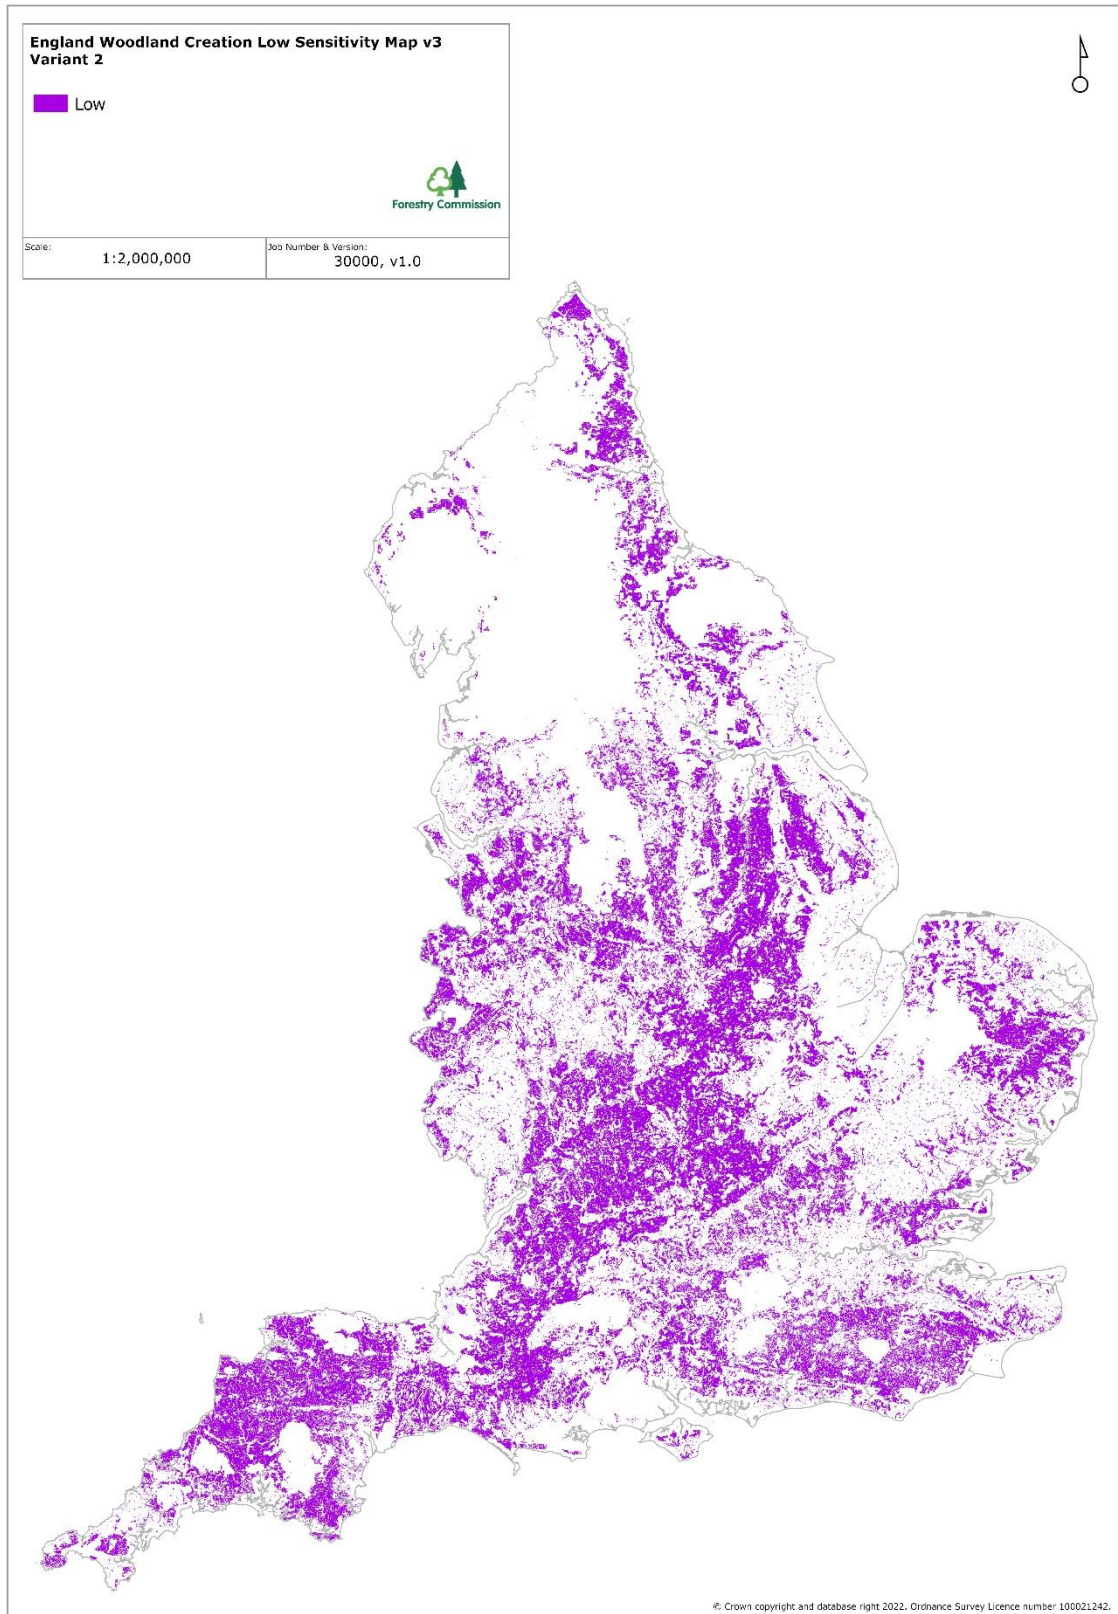 England Woodland Creation Low Sensitivity Map v3
Variant 2
Low
Forestry Commission
Scale:
1:2,000,000
Job Number & Version:
30000, v1.0
© Crown copyright and database right 2022. Ordnance Survey Licence number 100021242.